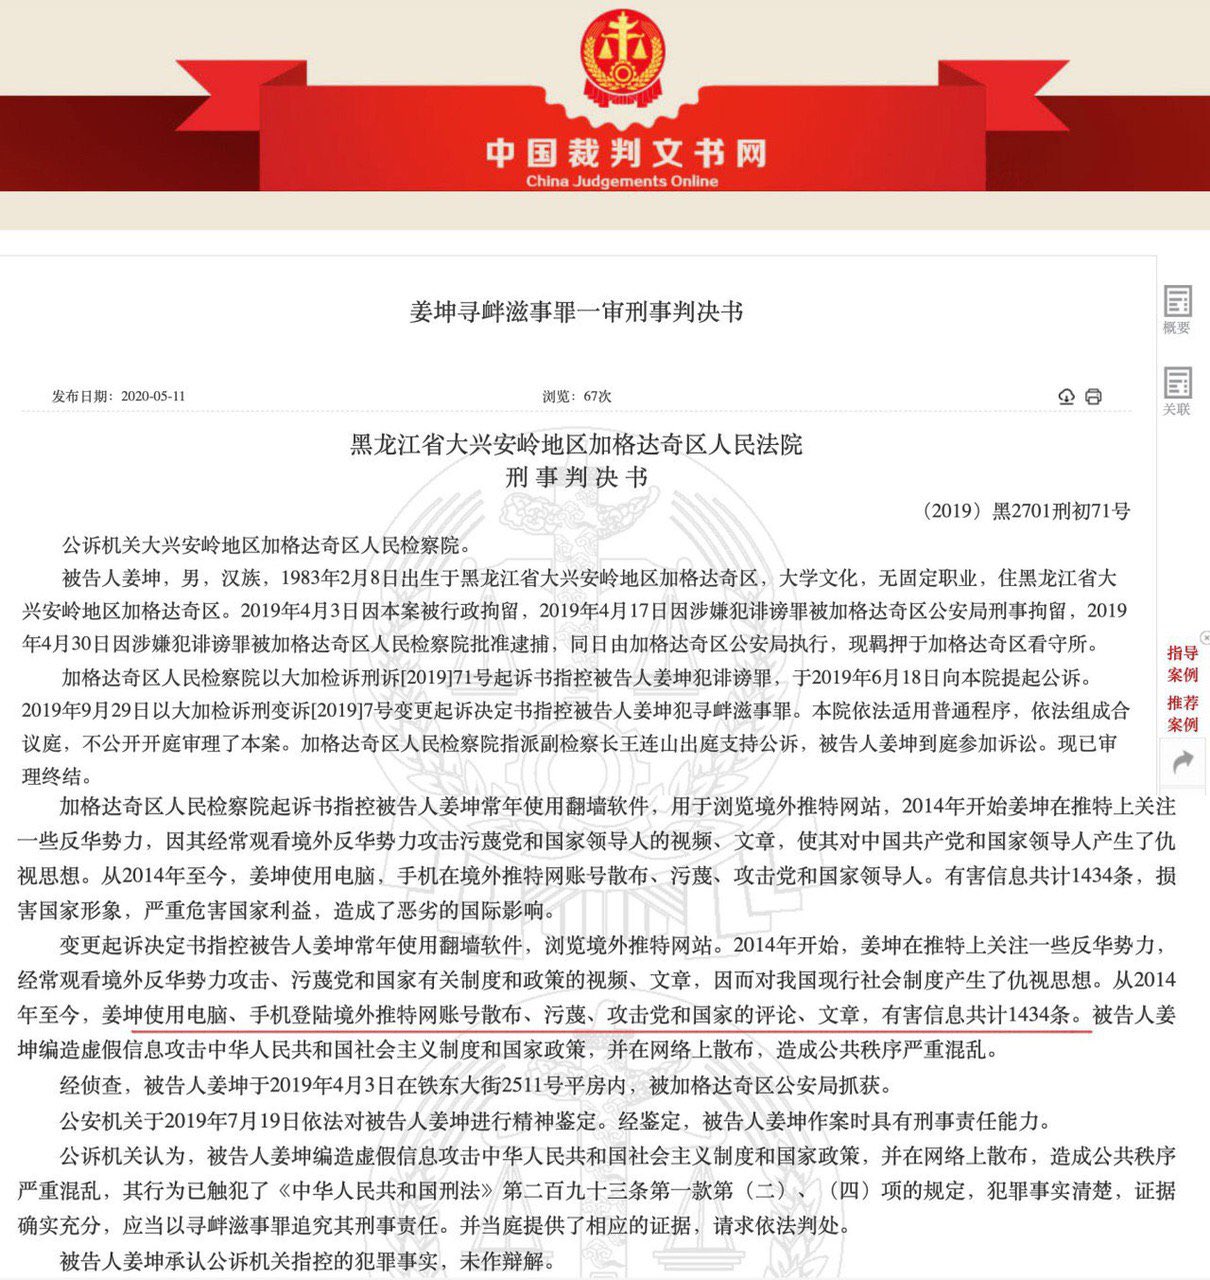 中国裁判文书网
China Judgements Online
姜坤寻衅滋事罪一审刑事判决书
概要
发布日期：2020-05-11
浏览：67次
关联
黑龙江省大兴安岭地区加格达奇区人民法院
刑事判决书
（2019）黑2701刑初71号
公诉机关大兴安岭地区加格达奇区人民检察院。
被告人姜坤，男，汉族，1983年2月8日出生于黑龙江省大兴安岭地区加格达奇区，大学文化，无固定职业，住黑龙江省大
兴安岭地区加格达奇区。2019年4月3日因本案被行政拘留，2019年4月17日因涉嫌犯诽谤罪被加格达奇区公安局刑事拘留，2019
年4月30日因涉嫌犯诽谤罪被加格达奇区人民检察院批准逮捕，同日由加格达奇区公安局执行，现羁押于加格达奇区看守所。
加格达奇区人民检察院以大加检诉刑诉[2019]71号起诉书指控被告人姜坤犯诽谤罪，于2019年6月18日向本院提起公诉。
2019年9月29日以大加检诉刑变诉[2019]7号变更起诉决定书指控被告人姜坤犯寻衅滋事罪。本院依法适用普通程序，依法组成合
议庭，不公开开庭审理了本案。加格达奇区人民检察院指派副检察长王连山出庭支持公诉，被告人姜坤到庭参加诉讼。现已审
理终结。
指导
案例
推荐
案例
加格达奇区人民检察院起诉书指控被告人姜坤常年使用翻墙软件，用于浏览境外推特网站，2014年开始姜坤在推特上关注
一些反华势力，因其经常观看境外反华势力攻击污蔑党和国家领导人的视频、文章，使其对中国共产党和国家领导人产生了仇
视思想。从2014年至今，姜坤使用电脑，手机在境外推特网账号散布、污蔑、攻击党和国家领导人。有害信息共计1434条，损
害国家形象，严重危害国家利益，造成了恶劣的国际影响。
变更起诉决定书指控被告人姜坤常年使用翻墙软件，浏览境外推特网站。2014年开始，姜坤在推特上关注一些反华势力，
经常观看境外反华势力攻击、污蔑党和国家有关制度和政策的视频、文章，因而对我国现行社会制度产生了仇视思想。从2014
年至今，姜坤使用电脑、手机登陆境外推特网账号散布、污蔑、攻击党和国家的评论、文章，有害信息共计1434条。被告人姜
坤编造虚假信息攻击中华人民共和国社会主义制度和国家政策，并在网络上散布，造成公共秩序严重混乱。
经侦查，被告人姜坤于2019年4月3日在铁东大街2511号平房内，被加格达奇区公安局抓获。
公安机关于2019年7月19日依法对被告人姜坤进行精神鉴定。经鉴定，被告人姜坤作案时具有刑事责任能力。
公诉机关认为，被告人姜坤编造虚假信息攻击中华人民共和国社会主义制度和国家政策，并在网络上散布，造成公共秩序
严重混乱，其行为已触犯了《中华人民共和国刑法》第二百九十三条第一款第（二）、（四）项的规定，犯罪事实清楚，证据
确实充分，应当以寻衅滋事罪追究其刑事责任。并当庭提供了相应的证据，请求依法判处。
被告人姜坤承认公诉机关指控的犯罪事实，未作辩解。